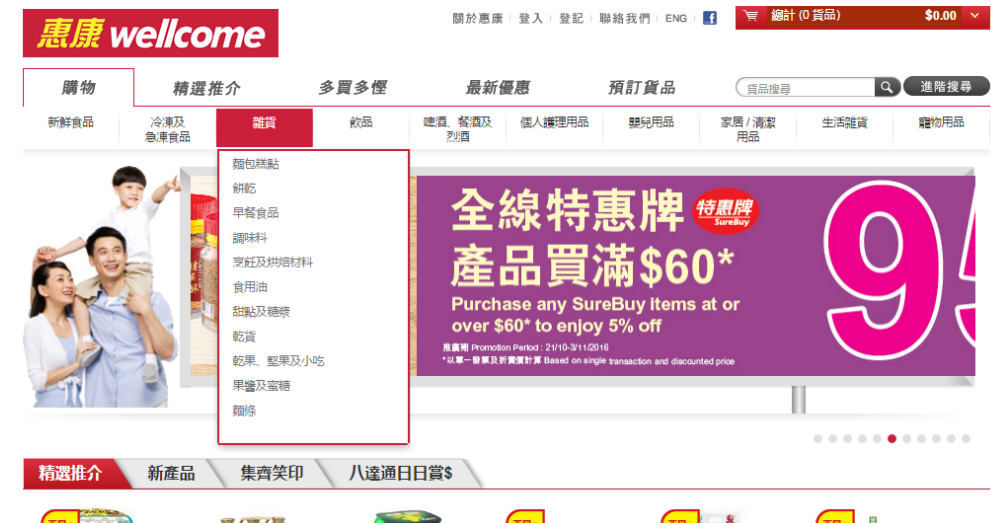 惠康 wellcome
關於惠康 登入 登記 聯絡我們 ENG
總計 (0 貨品) $0.00
購物 精選推介 多買多慳 最新優惠 預訂貨品 貨品搜尋 進階搜尋
新鮮食品 冷凍及 雜貨 飲品 啤酒、餐酒及 個人護理用品 嬰兒用品 家居 / 清潔 生活雜貨 寵物用品
急凍食品 烈酒 用品
麵包糕點
餅乾
早餐食品
調味料
烹飪及烘焙材料
食用油
甜點及糖漿
乾貨
乾果、堅果及小吃
果醬及蜜糖
麵條
全線特惠牌 特惠牌
SureBuy
產品買滿$60*
Purchase any SureBuy items at or
over $60* to enjoy 5% off
推廣期 Promotion Period : 21/10-3/11/2016
*以單一發票及折實價計算 Based on single transaction and discounted price
精選推介 新產品 集齊笑印 八達通日日賞$